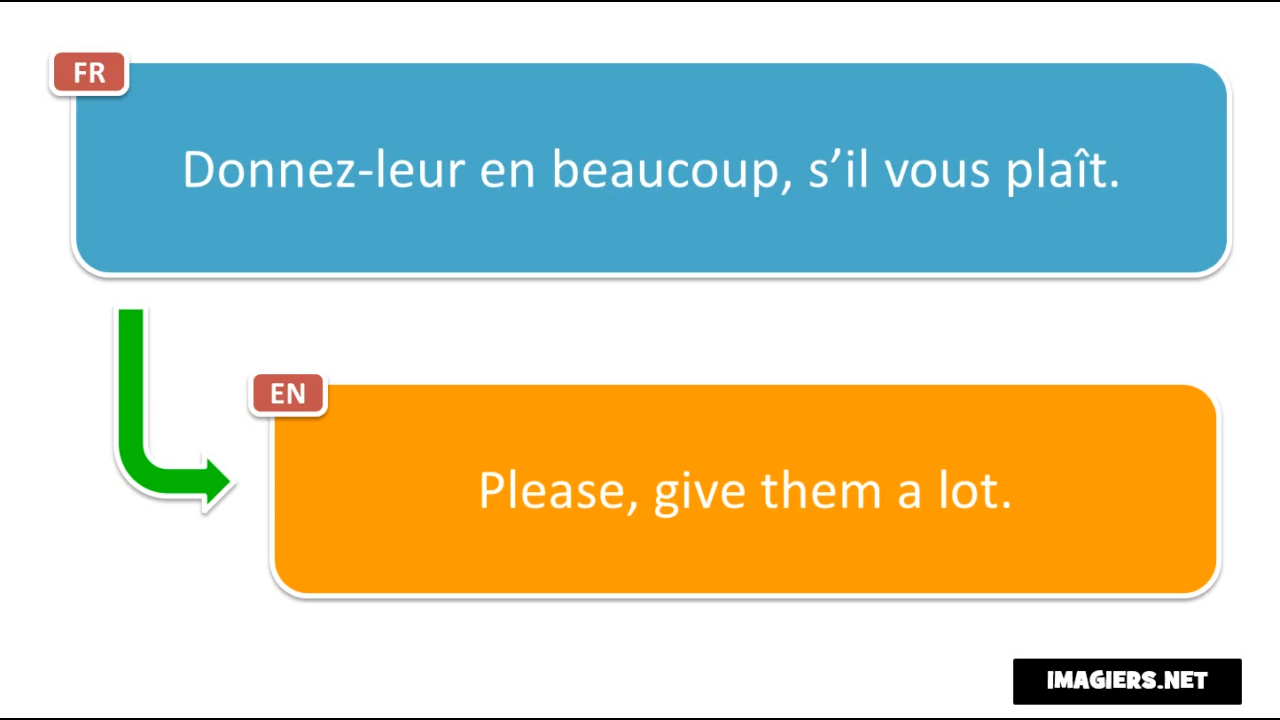 FR
Donnez-leur en beaucoup, s’il vous plaît.
EN
Please, give them a lot.
IMAGIERS.NET